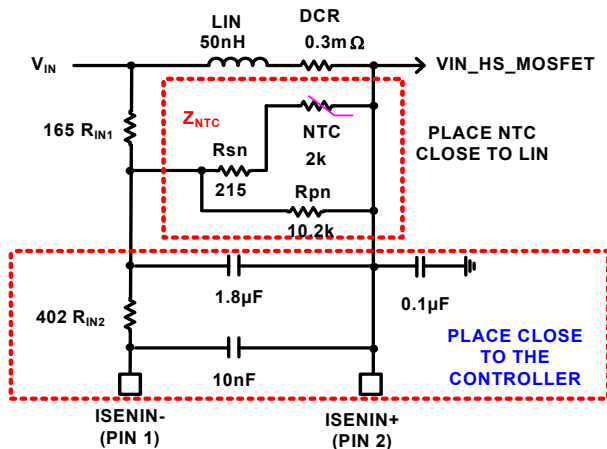 LIN
50nH
DCR
0.3mΩ
VIN
VIN_HS_MOSFET
165 RIN1
ZNTC
Rsn
215
NTC
2k
Rpn
10.2k
PLACE NTC
CLOSE TO LIN
1.8µF
0.1µF
402 RIN2
10nF
PLACE CLOSE
TO THE
CONTROLLER
ISENIN-
(PIN 1)
ISENIN+
(PIN 2)